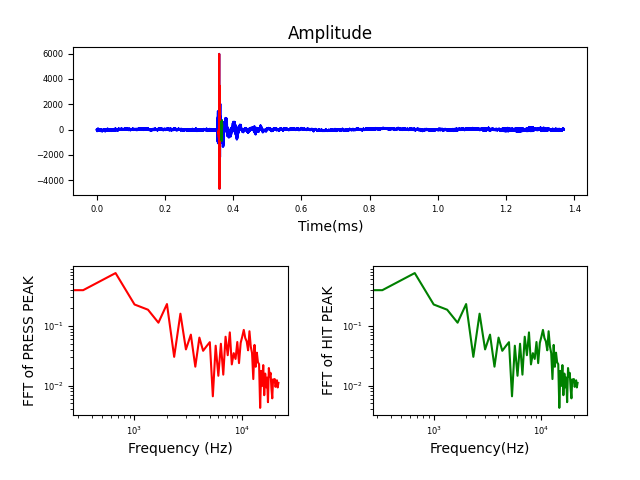 Amplitude
6000
4000
2000
0
−2000
−4000
0.0 0.2 0.4 0.6 0.8 1.0 1.2 1.4
Time(ms)
FFT of PRESS PEAK
10⁻¹
10⁻²
10³ 10⁴
Frequency (Hz)
FFT of HIT PEAK
10⁻¹
10⁻²
10³ 10⁴
Frequency(Hz)